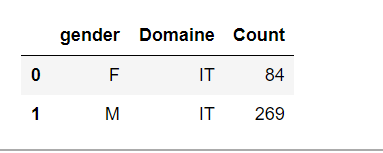 gender Domaine Count
0 F IT 84
1 M IT 269